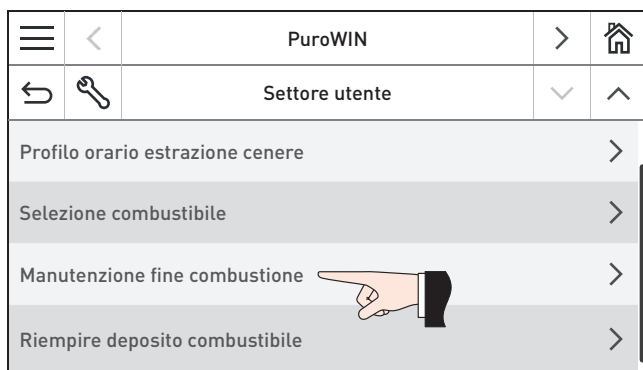 PuroWIN
Settore utente
Profilo orario estrazione cenere
Selezione combustibile
Manutenzione fine combustione
Riempire deposito combustibile